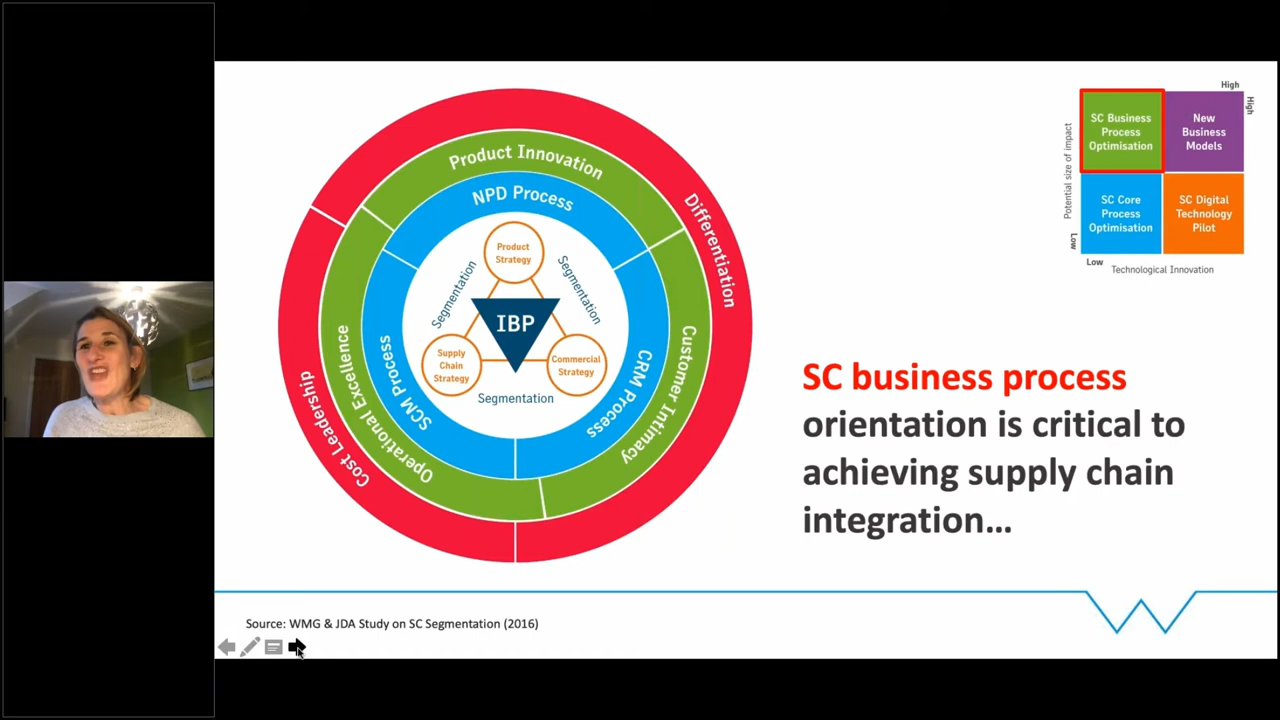 Product Innovation
NPD Process
Differentiation
Product
Strategy
Segmentation
Segmentation
IBP
Supply
Chain
Strategy
Commercial
Strategy
Segmentation
SCM Process
CRM Process
Operational Excellence
Customer Intimacy
Cost Leadership
High
High
SC Business
Process
Optimisation
New
Business
Models
Potential size of impact
SC Core
Process
Optimisation
SC Digital
Technology
Pilot
Low
Low
Technological Innovation
SC business process
orientation is critical to
achieving supply chain
integration...
Source: WMG & JDA Study on SC Segmentation (2016)